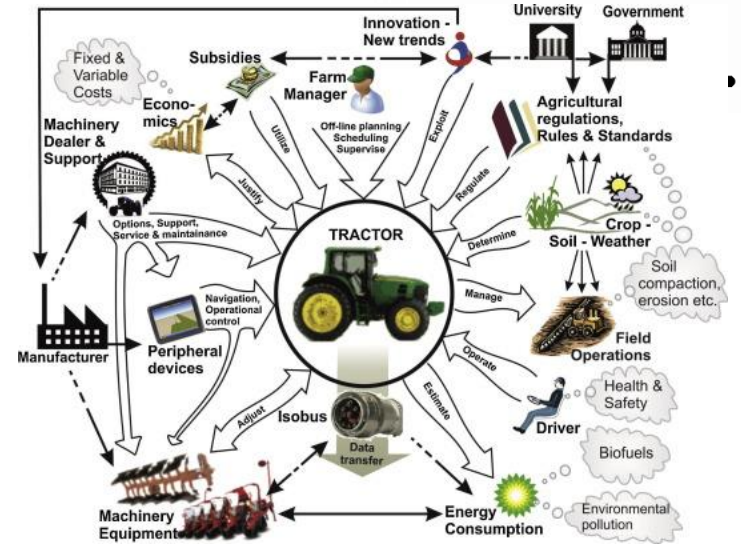 University
Government
Innovation -
New trends
Subsidies
Fixed &
Variable
Costs
Farm
Manager
Econo-
mics
Off-line planning
Scheduling
Supervise
Agricultural
regulations,
Rules & Standards
Machinery
Dealer &
Support
Utilize
Exploit
Justify
Regulate
Options, Support,
Service & maintainance
TRACTOR
Determine
Crop -
Soil - Weather
Soil
compaction,
erosion etc.
Manage
Navigation,
Operational
control
Manufacturer
Peripheral
devices
Field
Operations
Operate
Health &
Safety
Driver
Adjust
Isobus
Estimate
Data
transfer
Biofuels
Machinery
Equipment
Energy
Consumption
Environmental
pollution